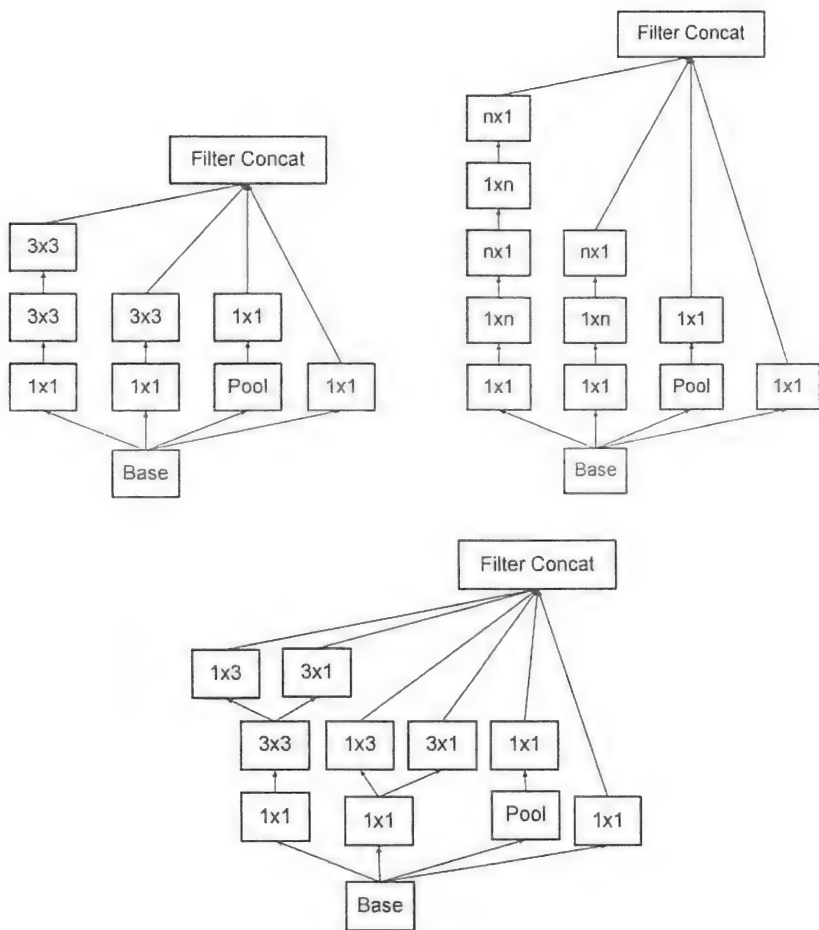 Filter Concat
3x3
3x3 3x3 1x1
1x1 1x1 Pool 1x1
Base
Filter Concat
nx1
1xn
nx1 nx1
1xn 1xn 1x1
1x1 1x1 Pool 1x1
Base
Filter Concat
1x3 3x1
3x3 1x3 3x1 1x1
1x1 1x1 Pool 1x1
Base